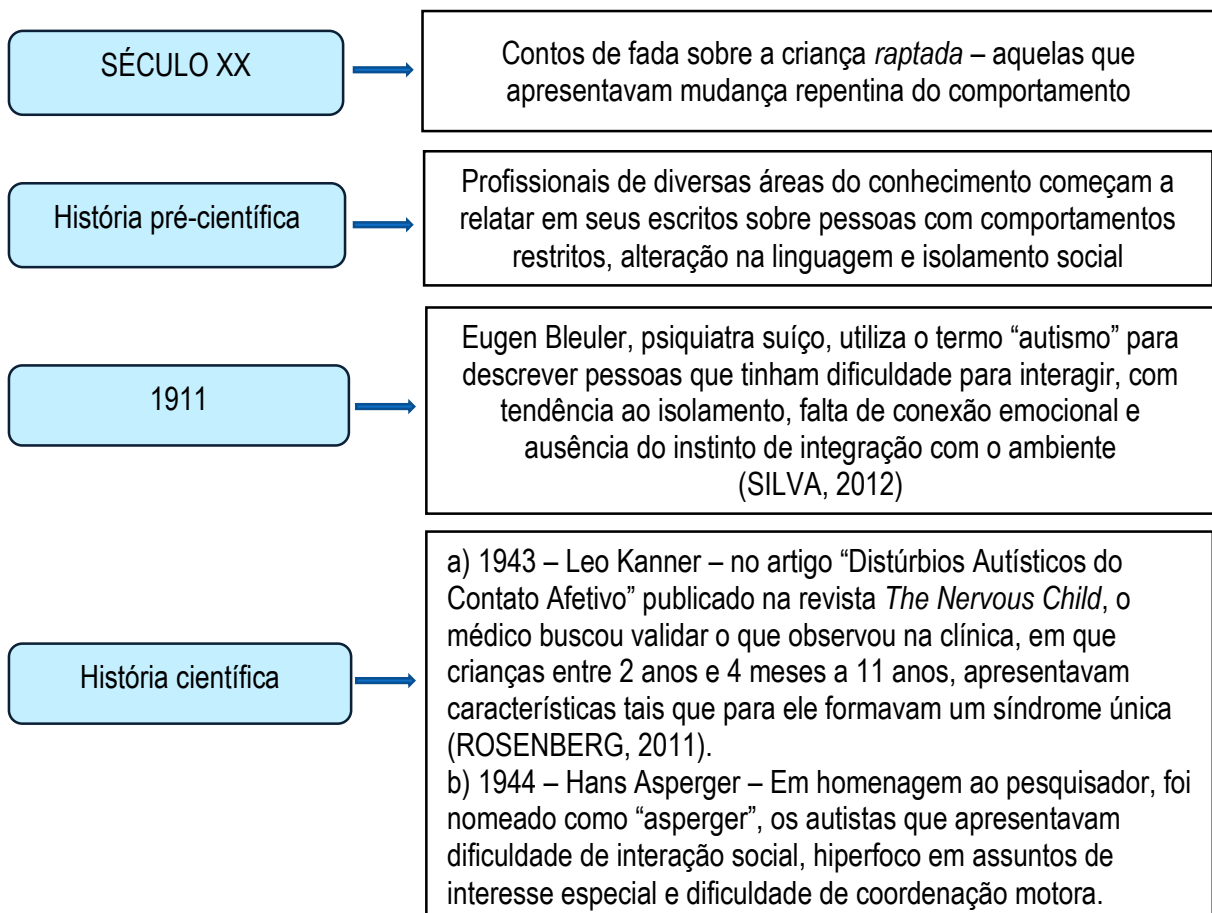 SÉCULO XX
Contos de fada sobre a criança raptada – aquelas que
apresentavam mudança repentina do comportamento
História pré-científica
Profissionais de diversas áreas do conhecimento começam a
relatar em seus escritos sobre pessoas com comportamentos
restritos, alteração na linguagem e isolamento social
1911
Eugen Bleuler, psiquiatra suíço, utiliza o termo “autismo” para
descrever pessoas que tinham dificuldade para interagir, com
tendência ao isolamento, falta de conexão emocional e
ausência do instinto de integração com o ambiente
(SILVA, 2012)
História científica
a) 1943 – Leo Kanner – no artigo “Distúrbios Autísticos do
Contato Afetivo” publicado na revista The Nervous Child, o
médico buscou validar o que observou na clínica, em que
crianças entre 2 anos e 4 meses a 11 anos, apresentavam
características tais que para ele formavam um síndrome única
(ROSENBERG, 2011).
b) 1944 – Hans Asperger – Em homenagem ao pesquisador, foi
nomeado como “asperger”, os autistas que apresentavam
dificuldade de interação social, hiperfoco em assuntos de
interesse especial e dificuldade de coordenação motora.